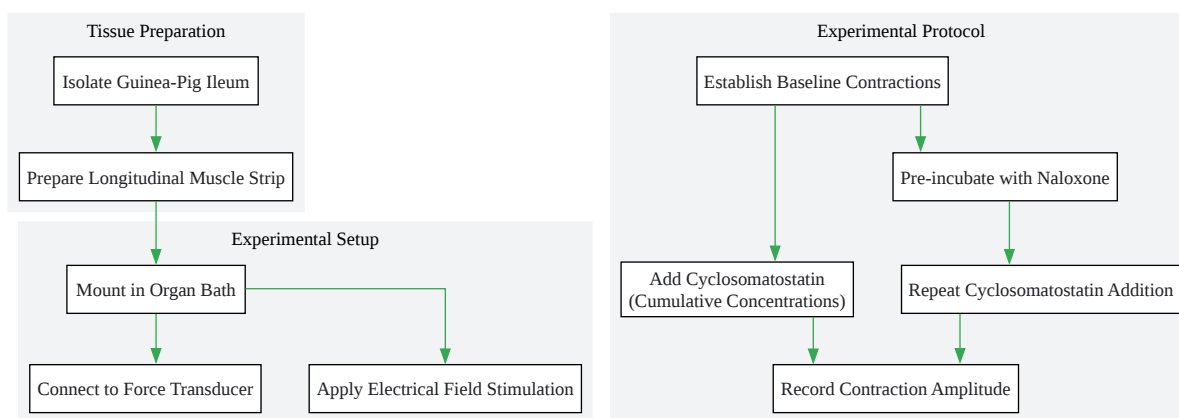 Tissue Preparation
Isolate Guinea-Pig Ileum
Prepare Longitudinal Muscle Strip
Experimental Setup
Mount in Organ Bath
Connect to Force Transducer
Apply Electrical Field Stimulation
Experimental Protocol
Establish Baseline Contractions
Pre-incubate with Naloxone
Add Cyclosomatostatin
(Cumulative Concentrations)
Repeat Cyclosomatostatin Addition
Record Contraction Amplitude